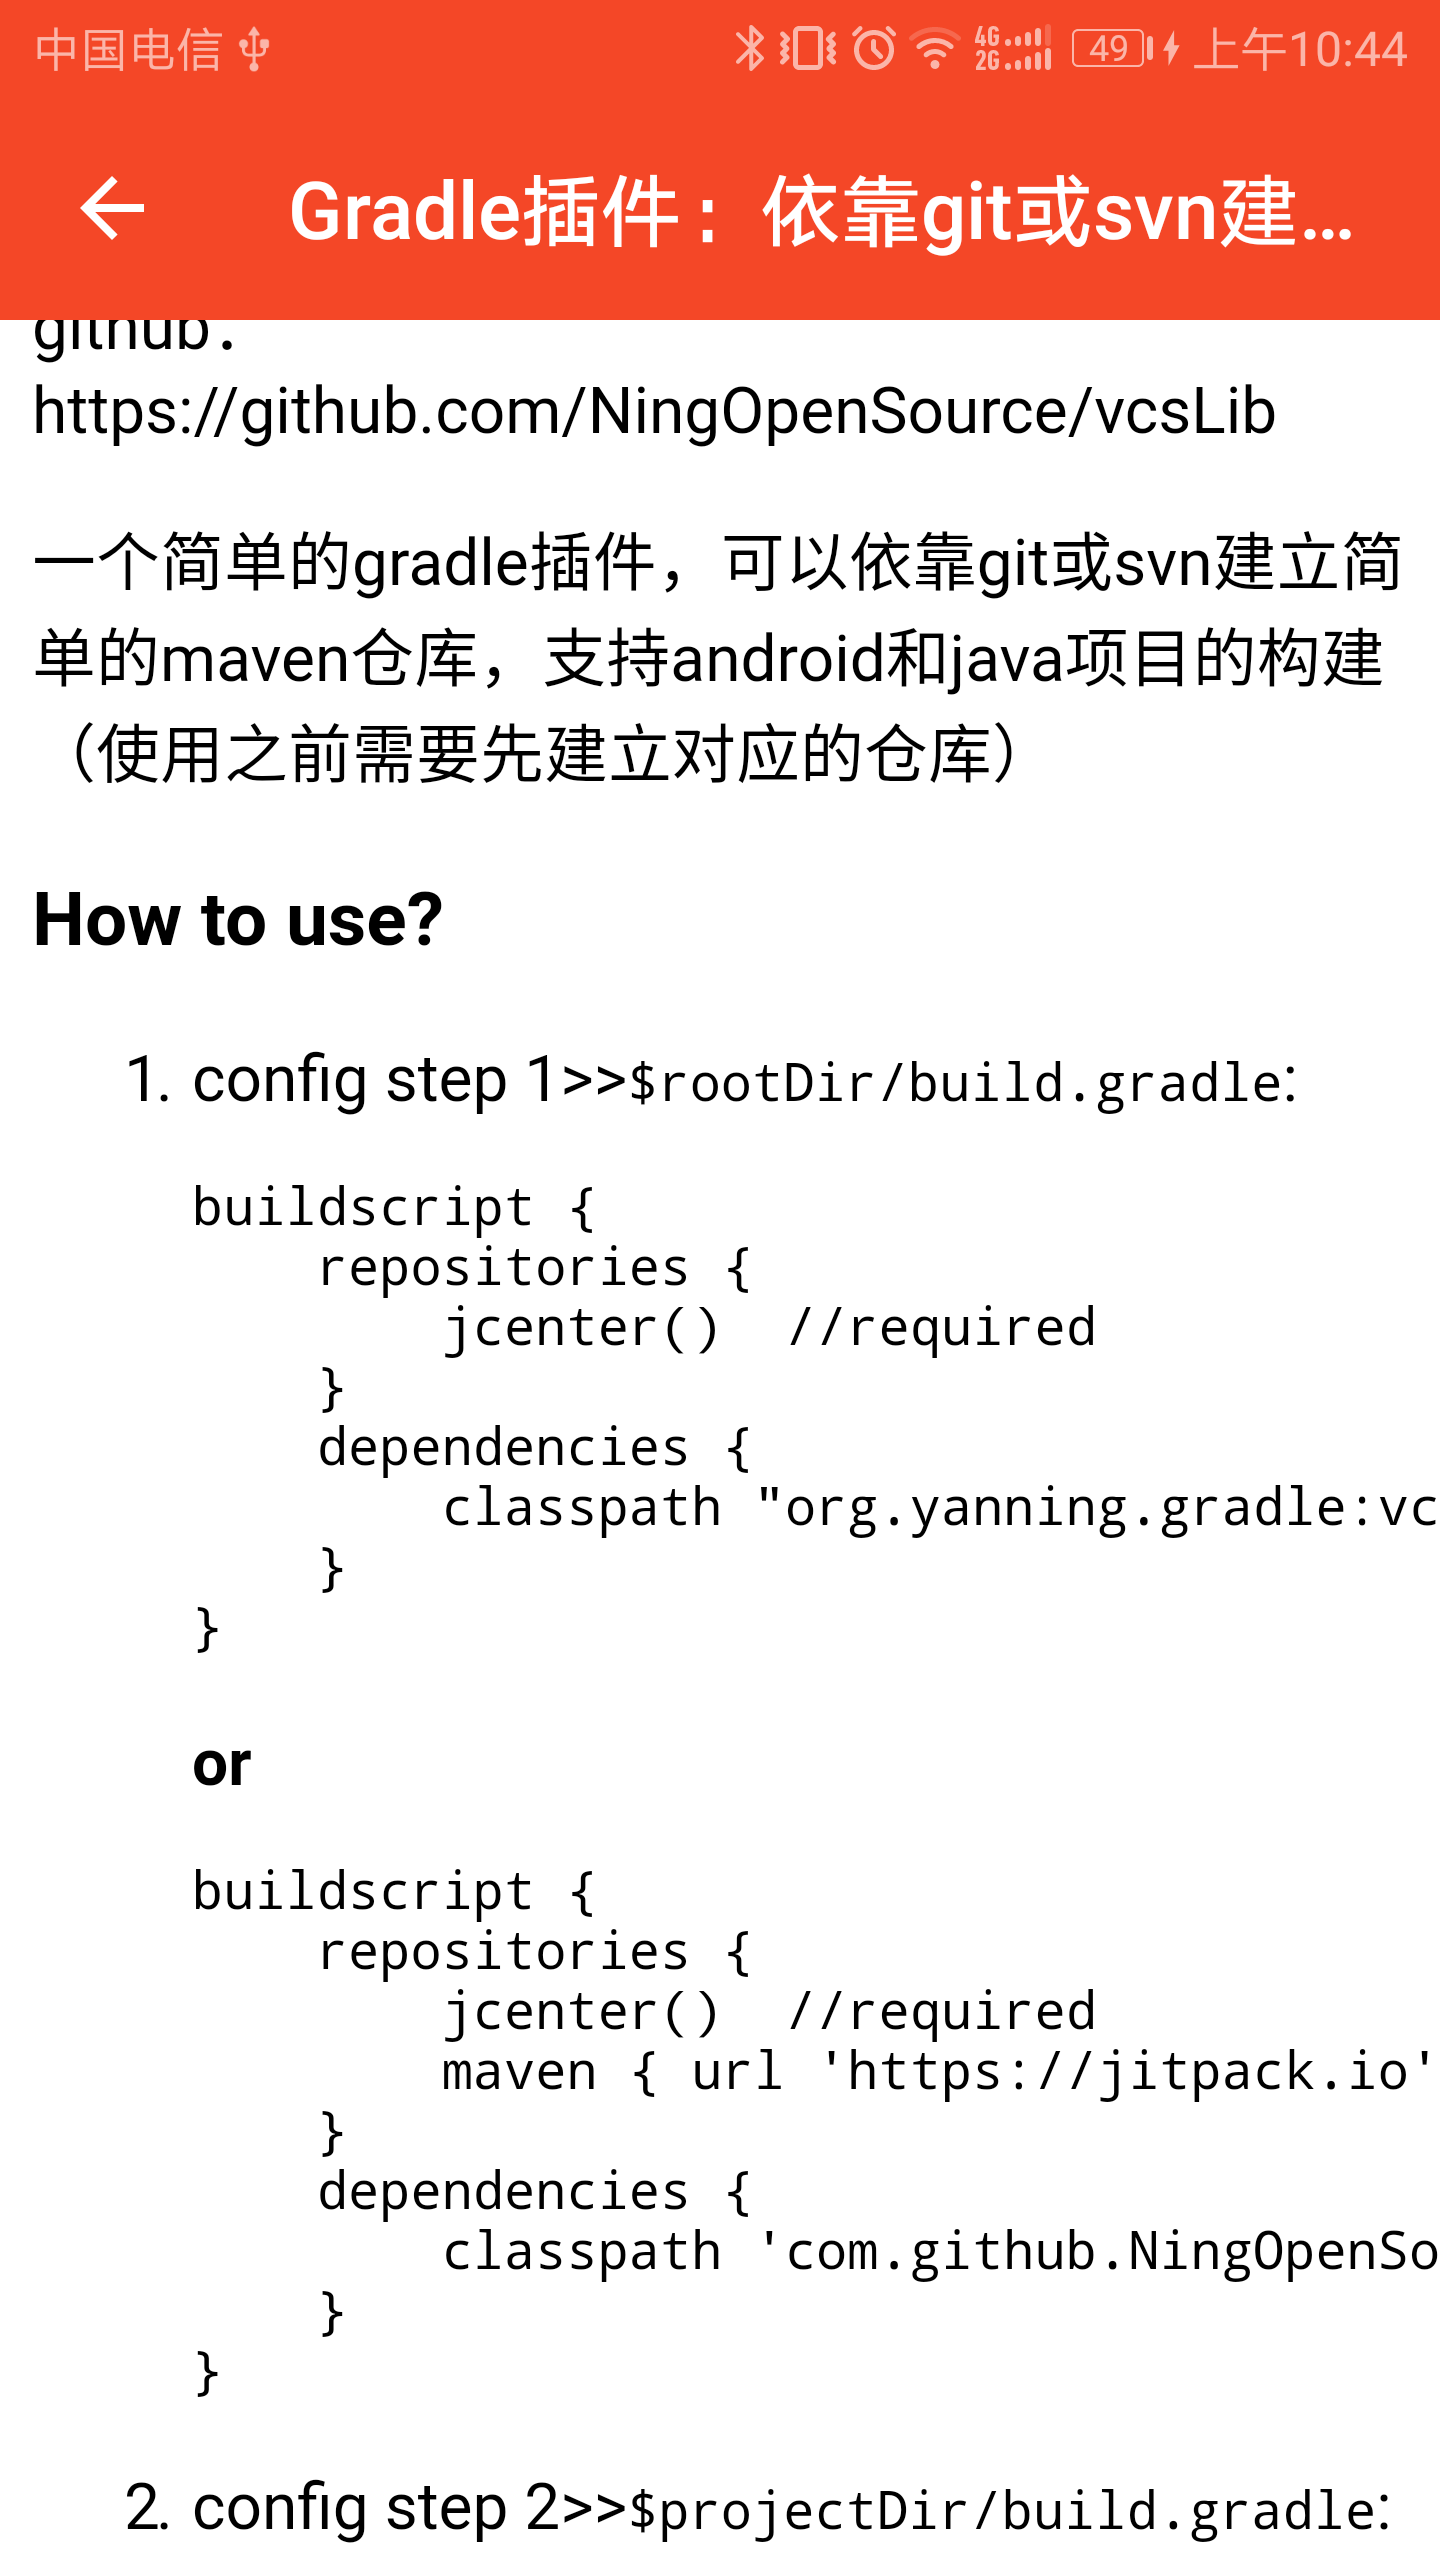 中国电信 4G 2G 49 上午10:44
Gradle插件：依靠git或svn建...
github：
https://github.com/NingOpenSource/vcsLib
一个简单的gradle插件，可以依靠git或svn建立简
单的maven仓库，支持android和java项目的构建
（使用之前需要先建立对应的仓库）
How to use?
1. config step 1>>$rootDir/build.gradle:
buildscript {
    repositories {
        jcenter()  //required
    }
    dependencies {
        classpath "org.yanning.gradle:vc
    }
}
or
buildscript {
    repositories {
        jcenter()  //required
        maven { url 'https://jitpack.io'
    }
    dependencies {
        classpath 'com.github.NingOpenSo
    }
}
2. config step 2>>$projectDir/build.gradle: